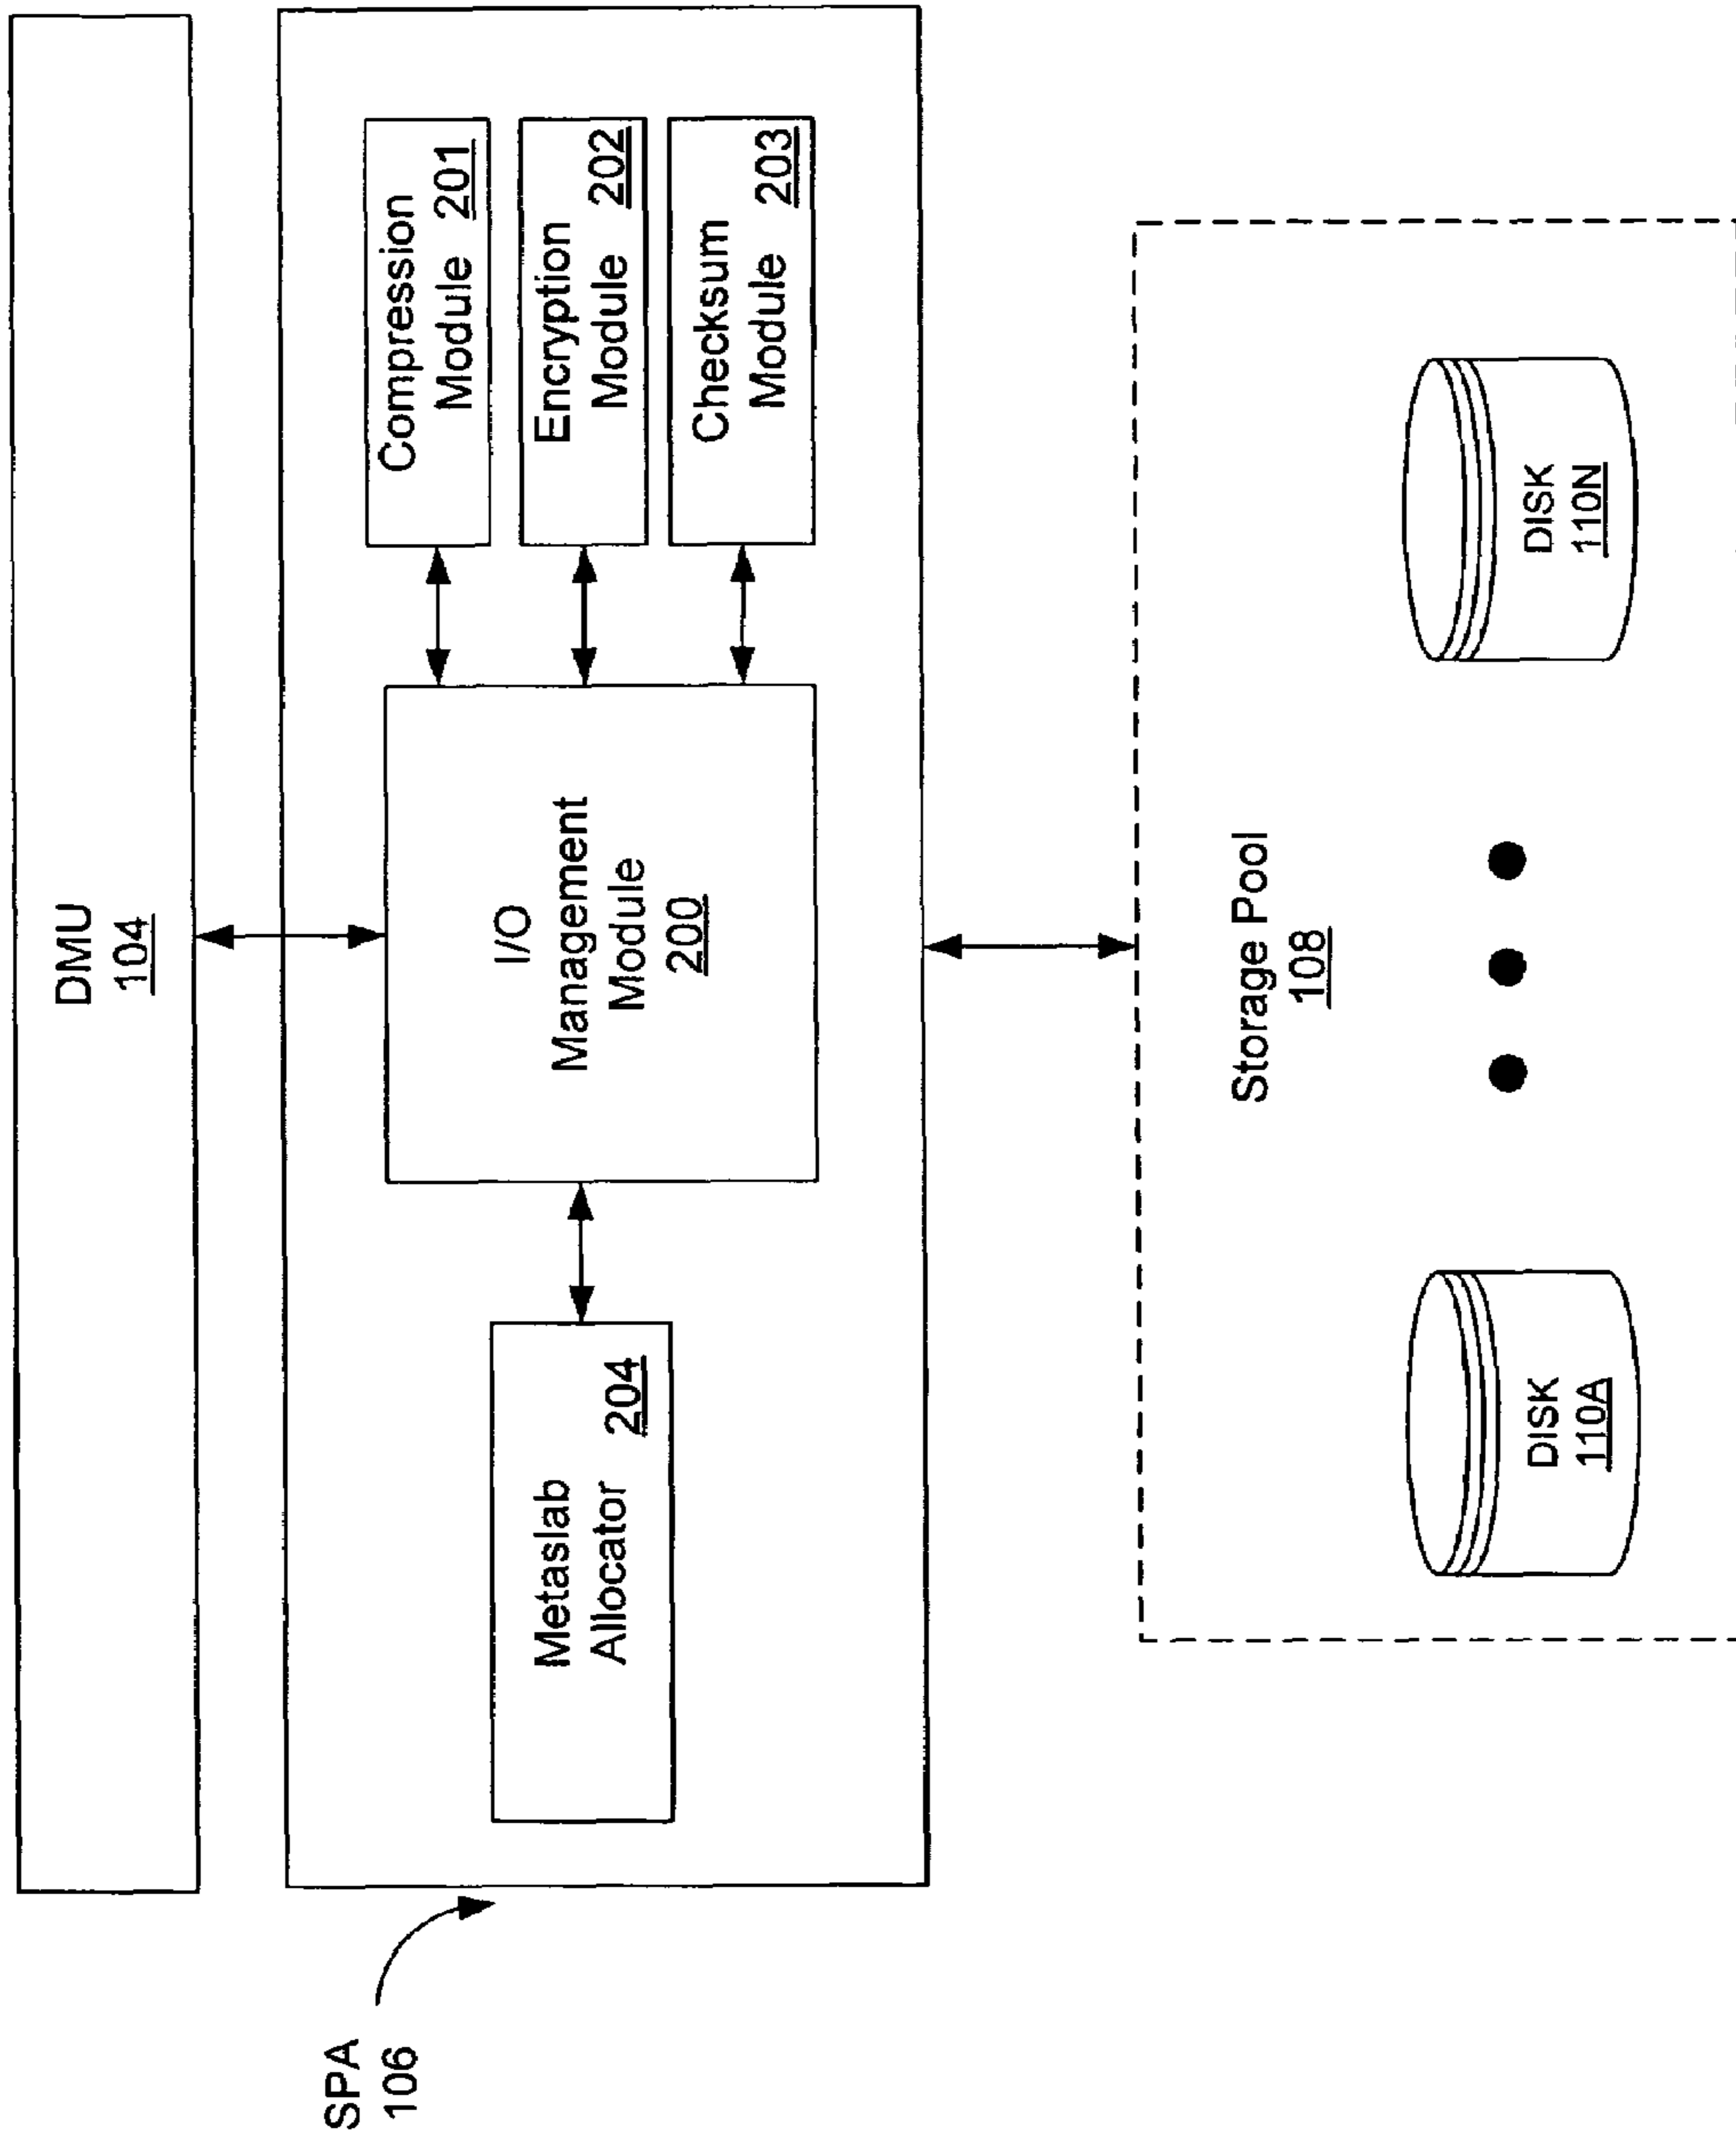 DMU
104
SPA
106
Metaslab
Allocator 204
I/O
Management
Module
200
Compression
Module 201
Encryption
Module 202
Checksum
Module 203
Storage Pool
108
DISK
110A
DISK
110N